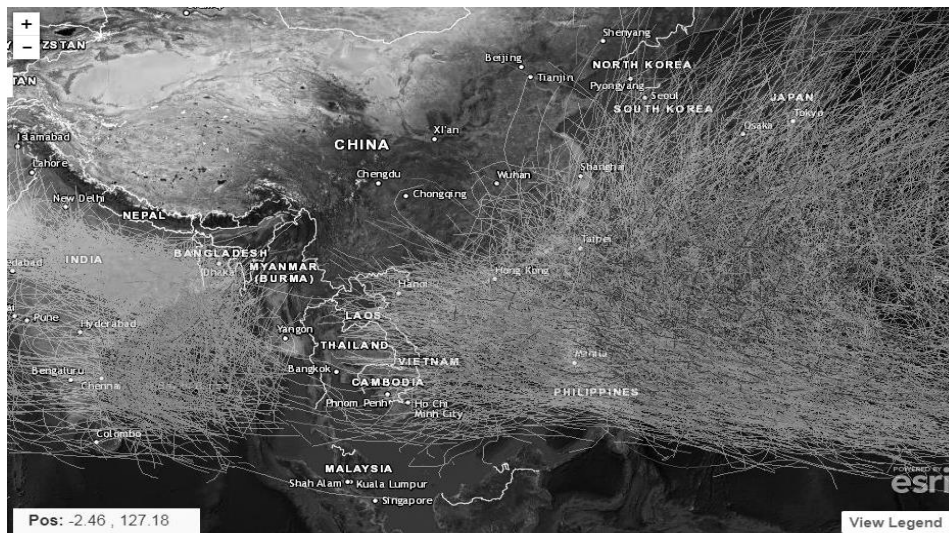 +
−
Shenyang
Beijing
NORTH KOREA
Tianjin
Pyongyang
Seoul
SOUTH KOREA
JAPAN
Tokyo
Osaka
Islamabad
Lahore
Xi'an
CHINA
Chengdu
Chongqing
Wuhan
Shanghai
New Delhi
NEPAL
Taipei
INDIA
BANGLADESH
Dhaka
MYANMAR
(BURMA)
Hong Kong
Hanoi
Pune
Hyderabad
LAOS
Yangon
THAILAND
Manila
VIETNAM
Bengaluru
Chennai
Bangkok
CAMBODIA
PHILIPPINES
Phnom Penh
Ho Chi
Minh City
Colombo
MALAYSIA
Shah Alam
Kuala Lumpur
Singapore
POWERED BY
esri
Pos: -2.46 , 127.18
View Legend